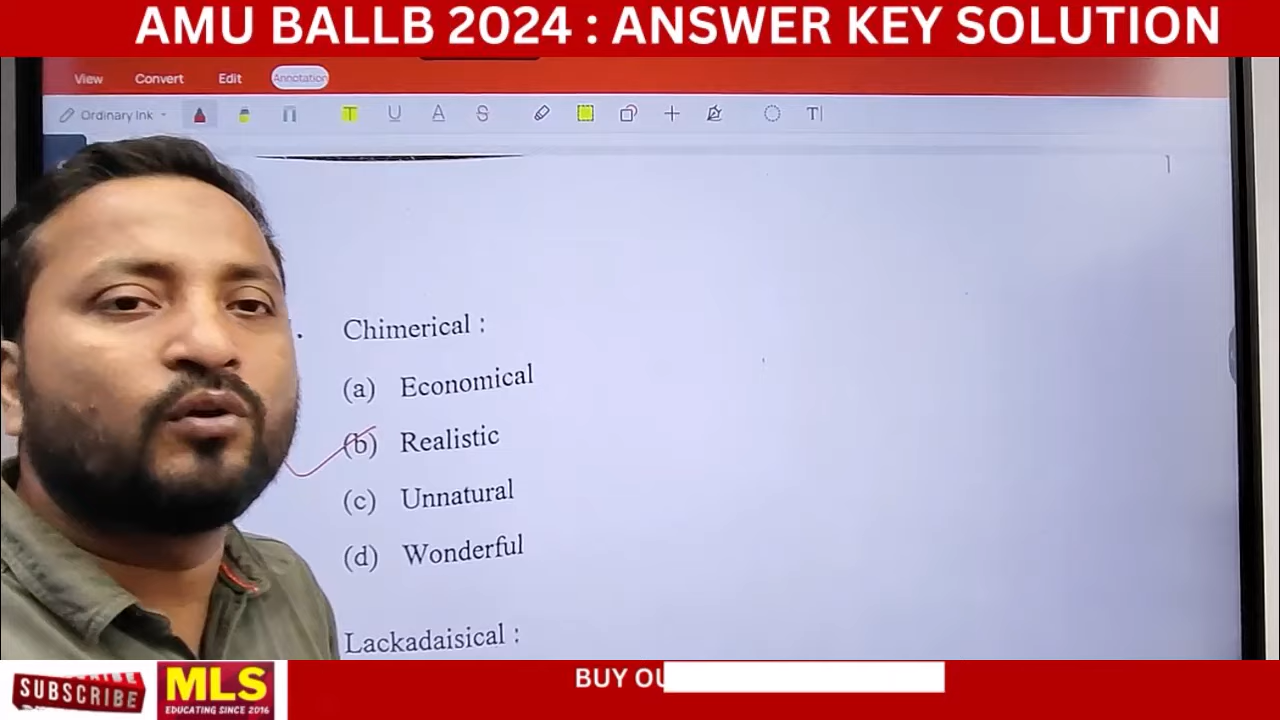 AMU BALLB 2024 : ANSWER KEY SOLUTION
View Convert Edit Annotation
Ordinary Ink T U A S T
1
Chimerical :
(a) Economical
(b) Realistic
(c) Unnatural
(d) Wonderful
Lackadaisical :
SUBSCRIBE
MLS
EDUCATING SINCE 2016
BUY